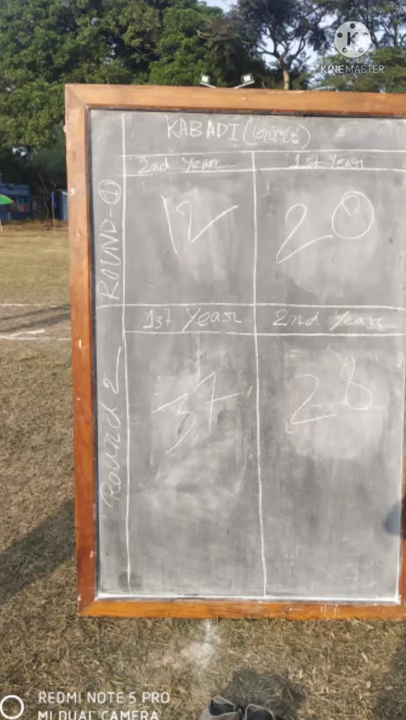 KINEMASTER
KABADI (Girls)
2nd Year 1st Year
ROUND-1
12 20
1st Year 2nd Year
Round 2
37 28
REDMI NOTE 5 PRO
MI DUAL CAMERA